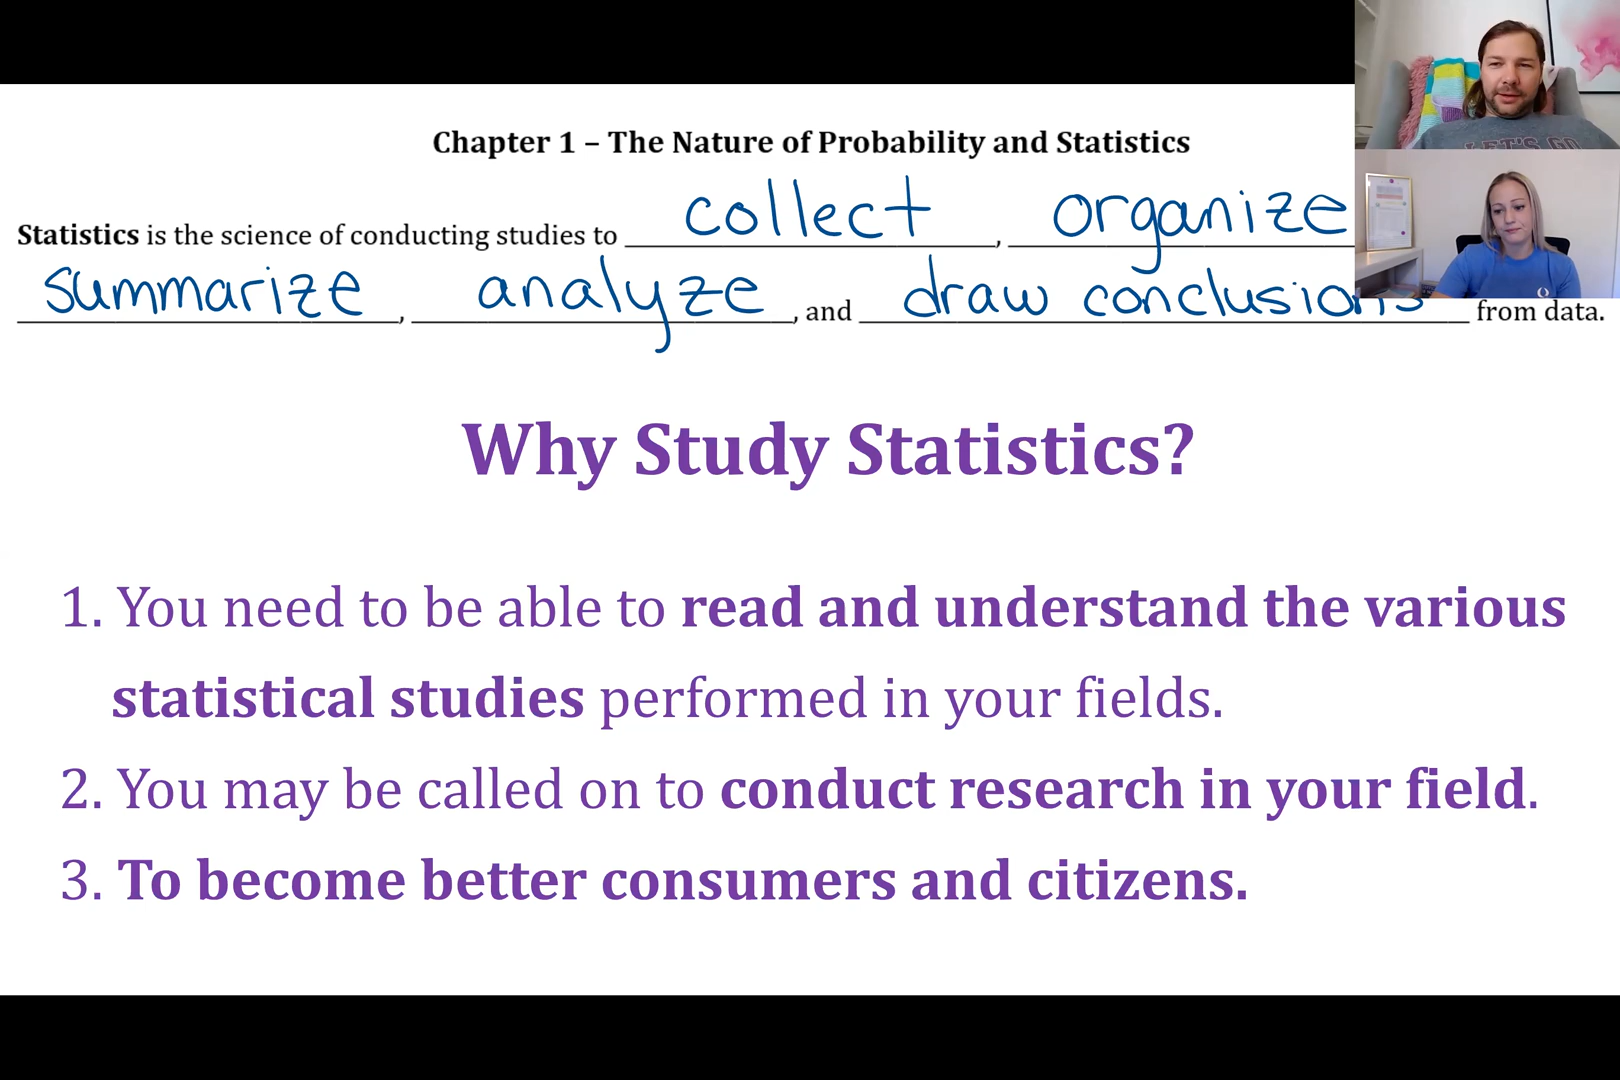 Chapter 1 – The Nature of Probability and Statistics
Statistics is the science of conducting studies to collect, organize
summarize, analyze, and draw conclusions from data.
Why Study Statistics?
1. You need to be able to read and understand the various
statistical studies performed in your fields.
2. You may be called on to conduct research in your field.
3. To become better consumers and citizens.
LET'S GO